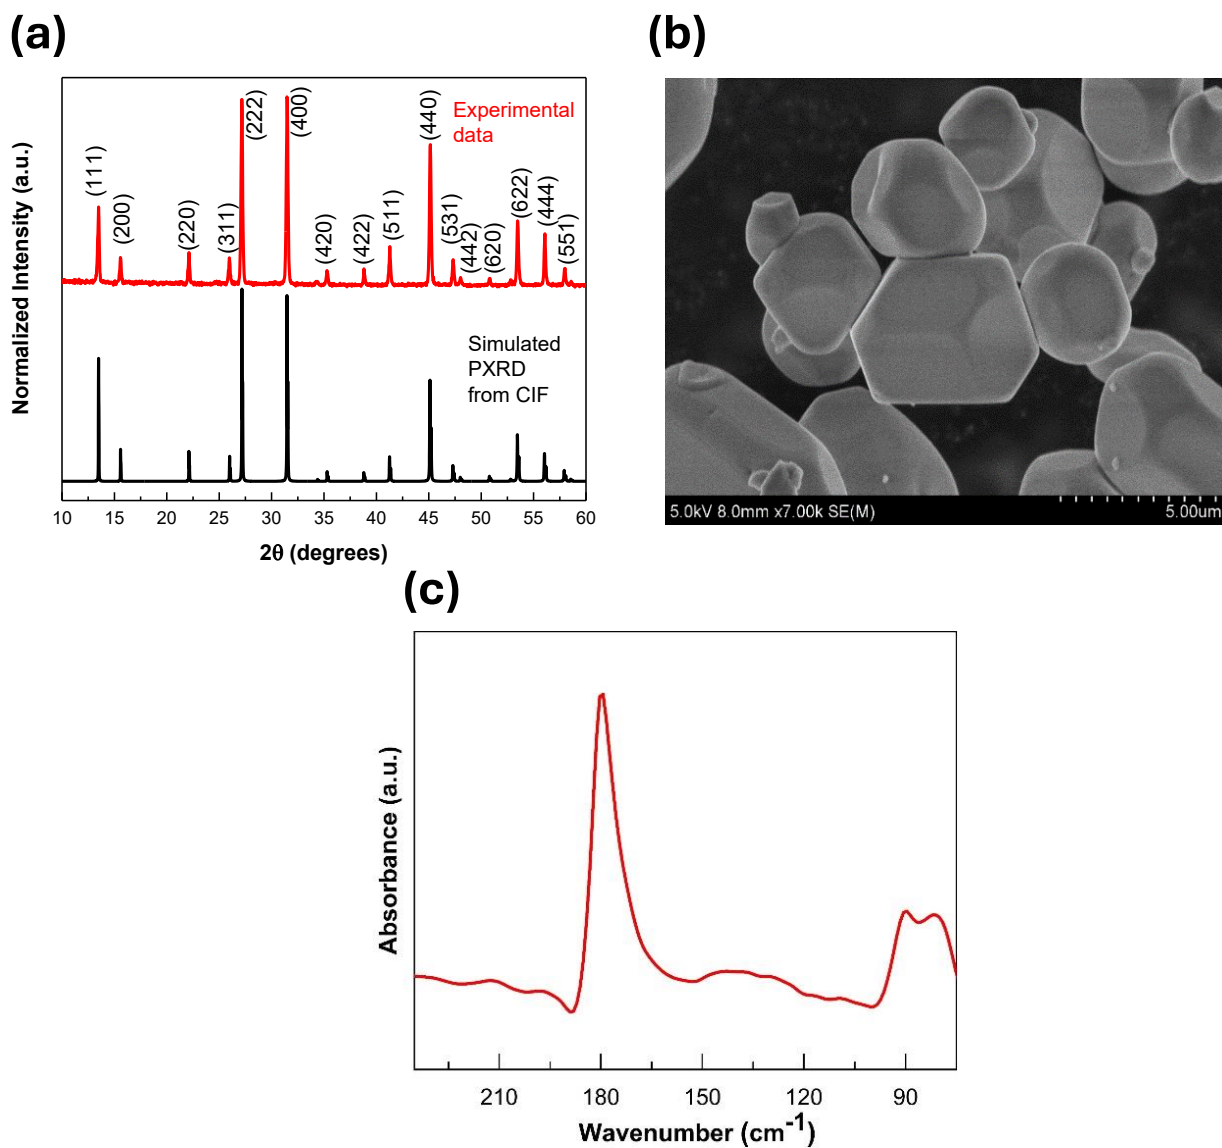 (a)
(b)
Normalized Intensity (a.u.)
(111)
(200)
(220)
(311)
(222)
(400)
(420)
(422)
(511)
(440)
(531)
(442)
(620)
(622)
(444)
(551)
Experimental
data
Simulated
PXRD
from CIF
10 15 20 25 30 35 40 45 50 55 60
2θ (degrees)
5.0kV 8.0mm x7.00k SE(M) 5.00um
(c)
Absorbance (a.u.)
210 180 150 120 90
Wavenumber (cm⁻¹)